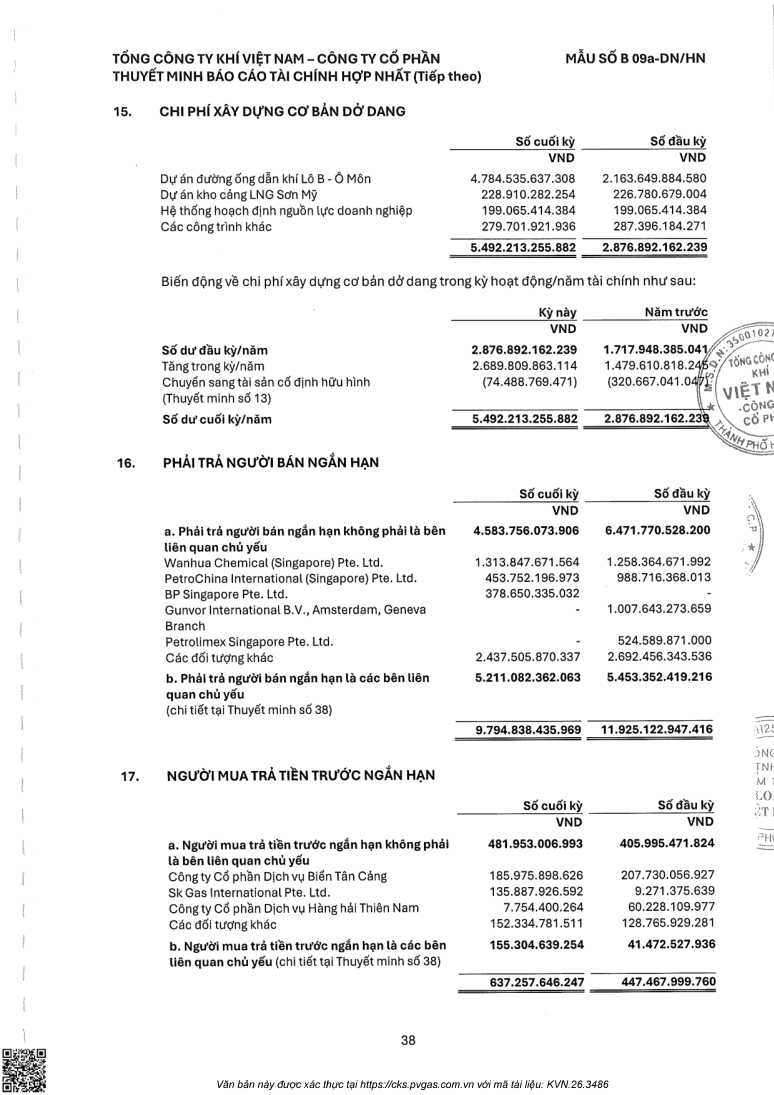 TỔNG CÔNG TY KHÍ VIỆT NAM – CÔNG TY CỔ PHẦN MẪU SỐ B 09a-DN/HN
THUYẾT MINH BÁO CÁO TÀI CHÍNH HỢP NHẤT (Tiếp theo)
15. CHI PHÍ XÂY DỰNG CƠ BẢN DỞ DANG
Số cuối kỳ Số đầu kỳ
VND VND
Dự án đường ống dẫn khí Lô B - Ô Môn 4.784.535.637.308 2.163.649.884.580
Dự án kho cảng LNG Sơn Mỹ 228.910.282.254 226.780.679.004
Hệ thống hoạch định nguồn lực doanh nghiệp 199.065.414.384 199.065.414.384
Các công trình khác 279.701.921.936 287.396.184.271
5.492.213.255.882 2.876.892.162.239
Biến động về chi phí xây dựng cơ bản dở dang trong kỳ hoạt động/năm tài chính như sau:
Kỳ này Năm trước
VND VND
Số dư đầu kỳ/năm 2.876.892.162.239 1.717.948.385.041
Tăng trong kỳ/năm 2.689.809.863.114 1.479.610.818.245
Chuyển sang tài sản cố định hữu hình (74.488.769.471) (320.667.041.047)
(Thuyết minh số 13)
Số dư cuối kỳ/năm 5.492.213.255.882 2.876.892.162.239
M.S.D.N: 3500102
TỔNG CÔNG
KHÍ
VIỆT N
CÔNG
CỔ PH
THÀNH PHỐ H
16. PHẢI TRẢ NGƯỜI BÁN NGẮN HẠN
Số cuối kỳ Số đầu kỳ
VND VND
a. Phải trả người bán ngắn hạn không phải là bên 4.583.756.073.906 6.471.770.528.200
liên quan chủ yếu
Wanhua Chemical (Singapore) Pte. Ltd. 1.313.847.671.564 1.258.364.671.992
PetroChina International (Singapore) Pte. Ltd. 453.752.196.973 988.716.368.013
BP Singapore Pte. Ltd. 378.650.335.032 -
Gunvor International B.V., Amsterdam, Geneva - 1.007.643.273.659
Branch
Petrolimex Singapore Pte. Ltd. - 524.589.871.000
Các đối tượng khác 2.437.505.870.337 2.692.456.343.536
b. Phải trả người bán ngắn hạn là các bên liên 5.211.082.362.063 5.453.352.419.216
quan chủ yếu
(chi tiết tại Thuyết minh số 38)
9.794.838.435.969 11.925.122.947.416
17. NGƯỜI MUA TRẢ TIỀN TRƯỚC NGẮN HẠN
Số cuối kỳ Số đầu kỳ
VND VND
a. Người mua trả tiền trước ngắn hạn không phải 481.953.006.993 405.995.471.824
là bên liên quan chủ yếu
Công ty Cổ phần Dịch vụ Biển Tân Cảng 185.975.898.626 207.730.056.927
Sk Gas International Pte. Ltd. 135.887.926.592 9.271.375.639
Công ty Cổ phần Dịch vụ Hàng hải Thiên Nam 7.754.400.264 60.228.109.977
Các đối tượng khác 152.334.781.511 128.765.929.281
b. Người mua trả tiền trước ngắn hạn là các bên 155.304.639.254 41.472.527.936
liên quan chủ yếu (chi tiết tại Thuyết minh số 38)
637.257.646.247 447.467.999.760
38
Văn bản này được xác thực tại https://cks.pvgas.com.vn với mã tài liệu: KVN.26.3486